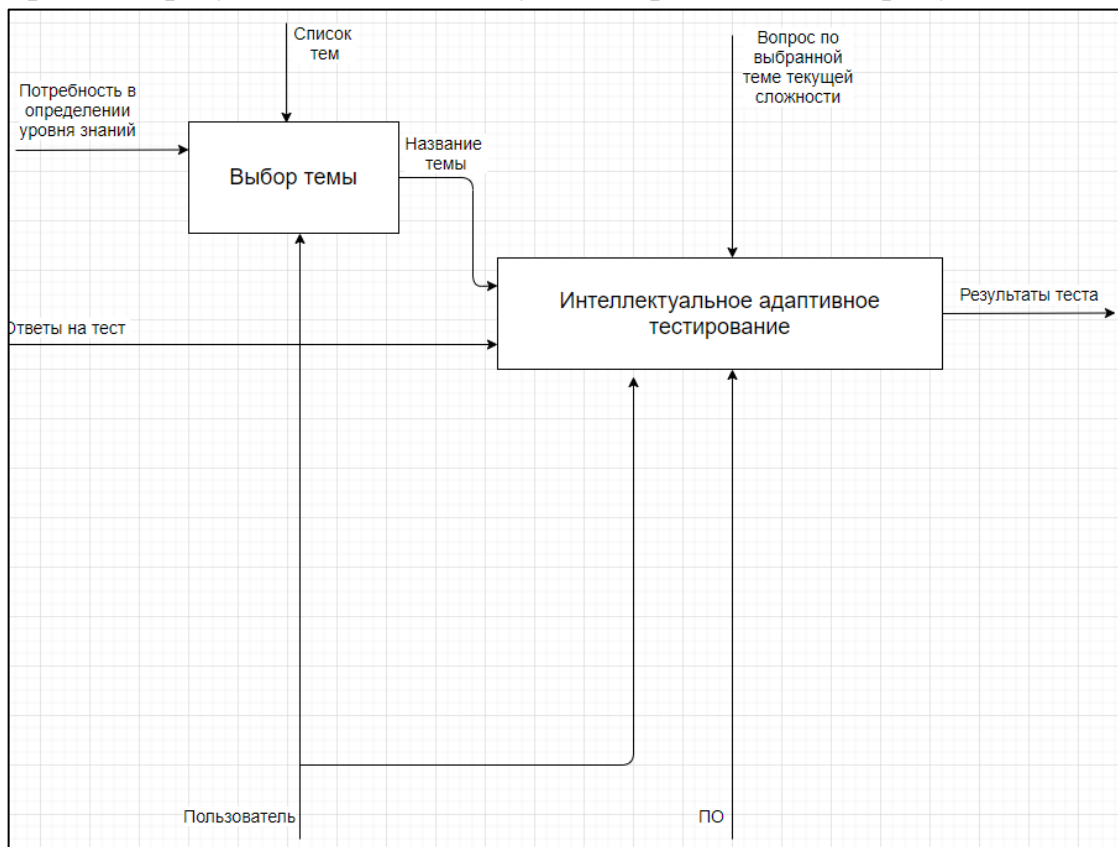 Список
тем
Вопрос по
выбранной
теме текущей
сложности
Потребность в
определении
уровня знаний
Название
темы
Выбор темы
Интеллектуальное адаптивное
тестирование
Результаты теста
Ответы на тест
Пользователь
ПО